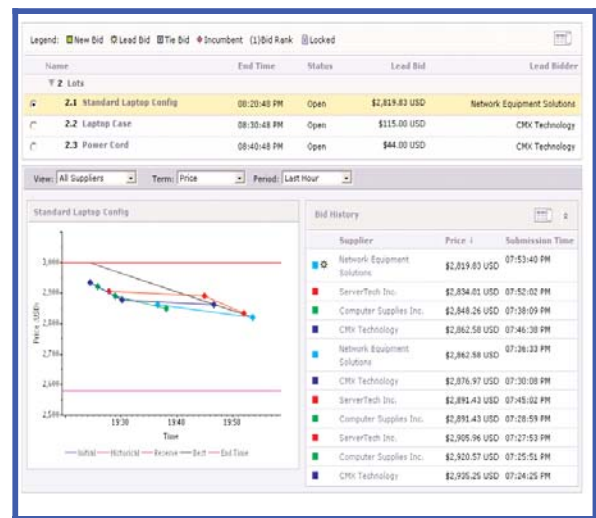 Legend: New Bid Lead Bid Tie Bid Incumbent (1)Bid Rank Locked
Name End Time Status Lead Bid Lead Bidder
2 Lots
2.1 Standard Laptop Config 08:20:48 PM Open $2,819.83 USD Network Equipment Solutions
2.2 Laptop Case 08:30:48 PM Open $115.00 USD CMX Technology
2.3 Power Cord 08:40:48 PM Open $44.00 USD CMX Technology
View: All Suppliers Term: Price Period: Last Hour
Standard Laptop Config
3,000
2,900
2,800
2,700
2,600
2,500
Price (USD)
19:30 19:40 19:50
Time
Initial Historical Reserve Best End Time
Bid History
Supplier Price Submission Time
Network Equipment Solutions $2,819.83 USD 07:53:40 PM
ServerTech Inc. $2,834.01 USD 07:52:02 PM
Computer Supplies Inc. $2,848.26 USD 07:38:09 PM
CMX Technology $2,862.58 USD 07:46:38 PM
Network Equipment Solutions $2,862.58 USD 07:36:33 PM
CMX Technology $2,876.97 USD 07:30:08 PM
ServerTech Inc. $2,891.43 USD 07:45:02 PM
Computer Supplies Inc. $2,891.43 USD 07:28:59 PM
ServerTech Inc. $2,905.96 USD 07:27:53 PM
Computer Supplies Inc. $2,920.57 USD 07:25:51 PM
CMX Technology $2,935.25 USD 07:24:25 PM